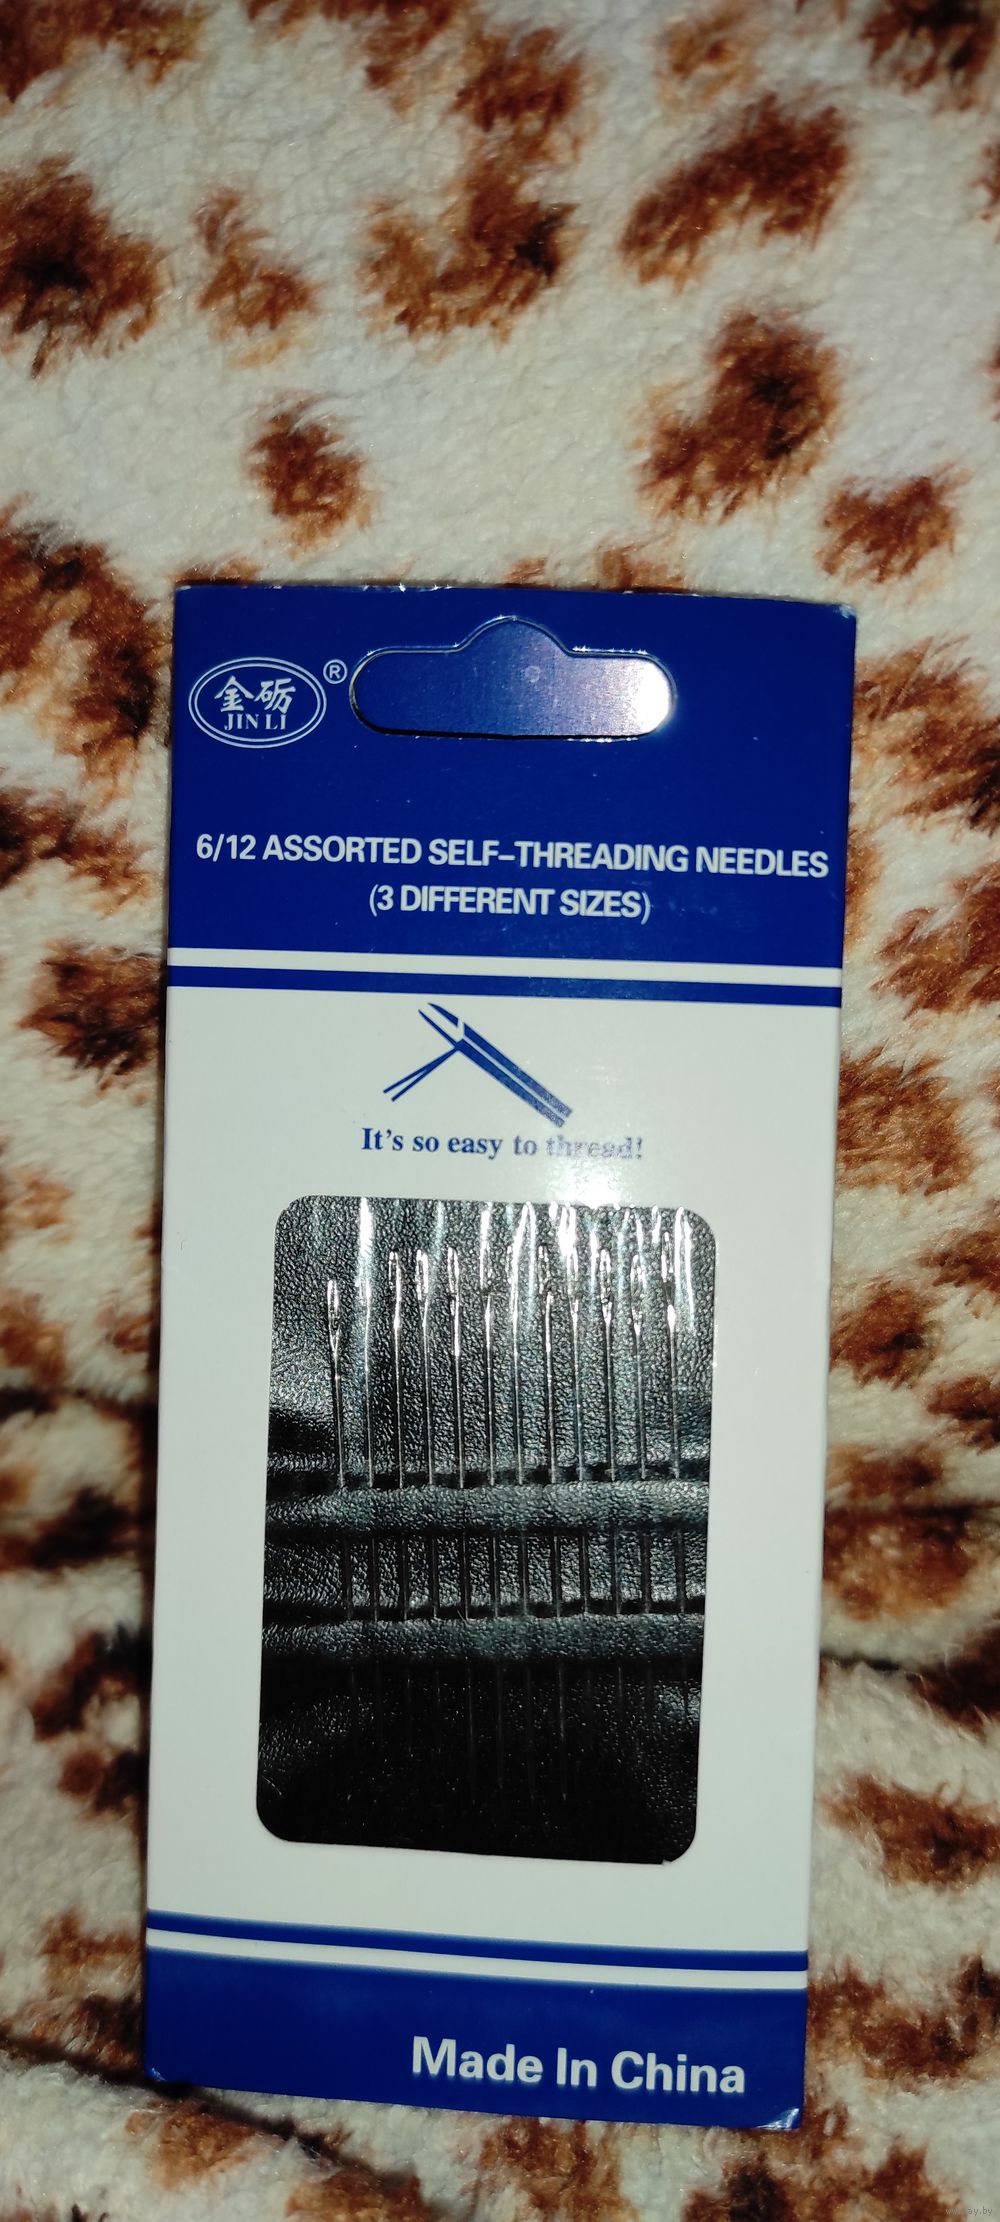 金砺
JIN LI
®
6/12 ASSORTED SELF-THREADING NEEDLES
(3 DIFFERENT SIZES)
It's so easy to thread!
Made In China